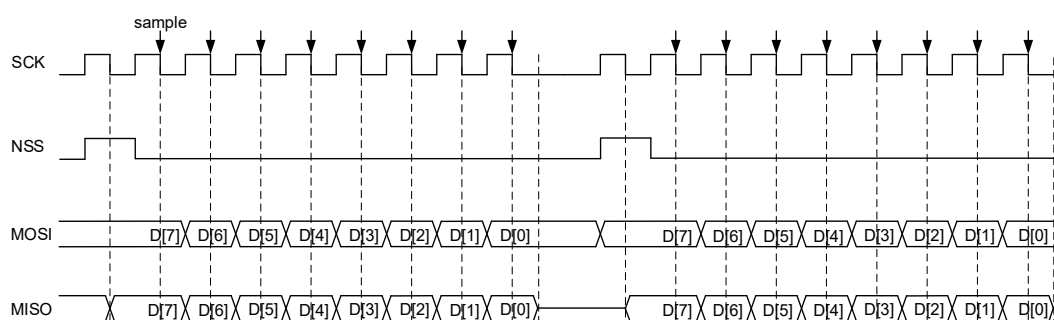 sample
SCK
NSS
MOSI D[7] D[6] D[5] D[4] D[3] D[2] D[1] D[0] D[7] D[6] D[5] D[4] D[3] D[2] D[1] D[0]
MISO D[7] D[6] D[5] D[4] D[3] D[2] D[1] D[0] D[7] D[6] D[5] D[4] D[3] D[2] D[1] D[0]